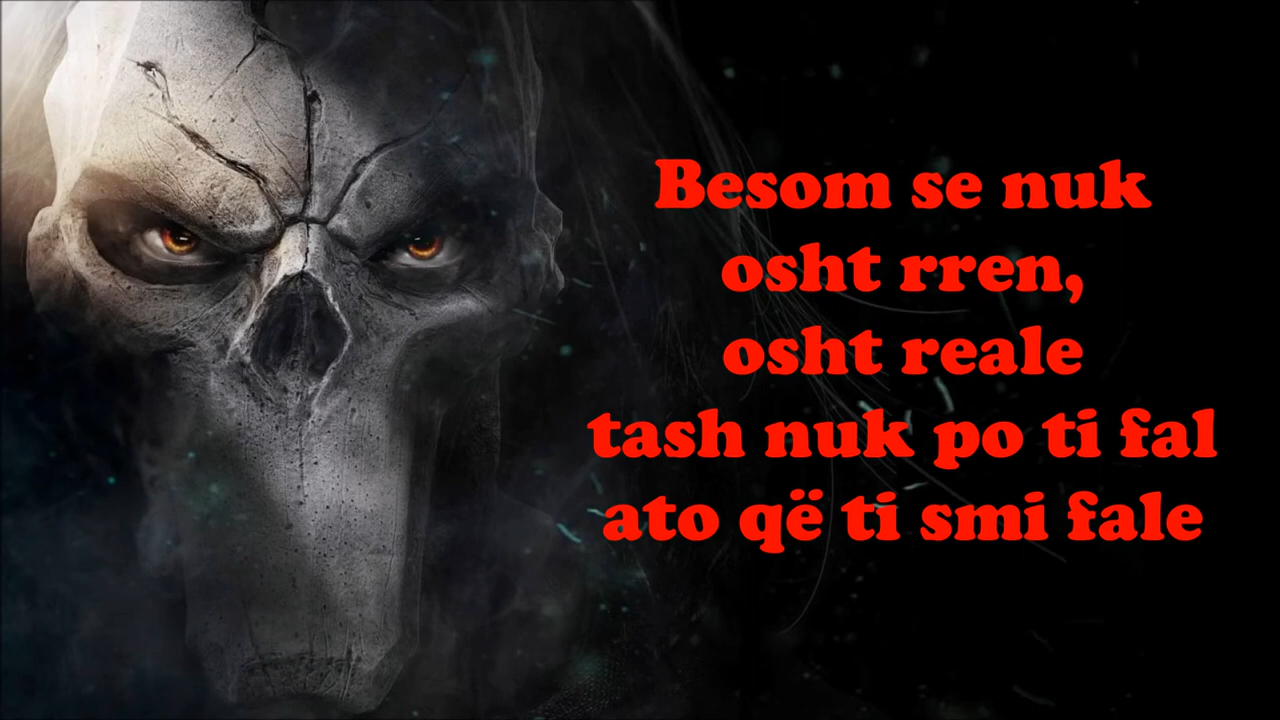 Besom se nuk
osht rren,
osht reale
tash nuk po ti fal
ato që ti smi fale